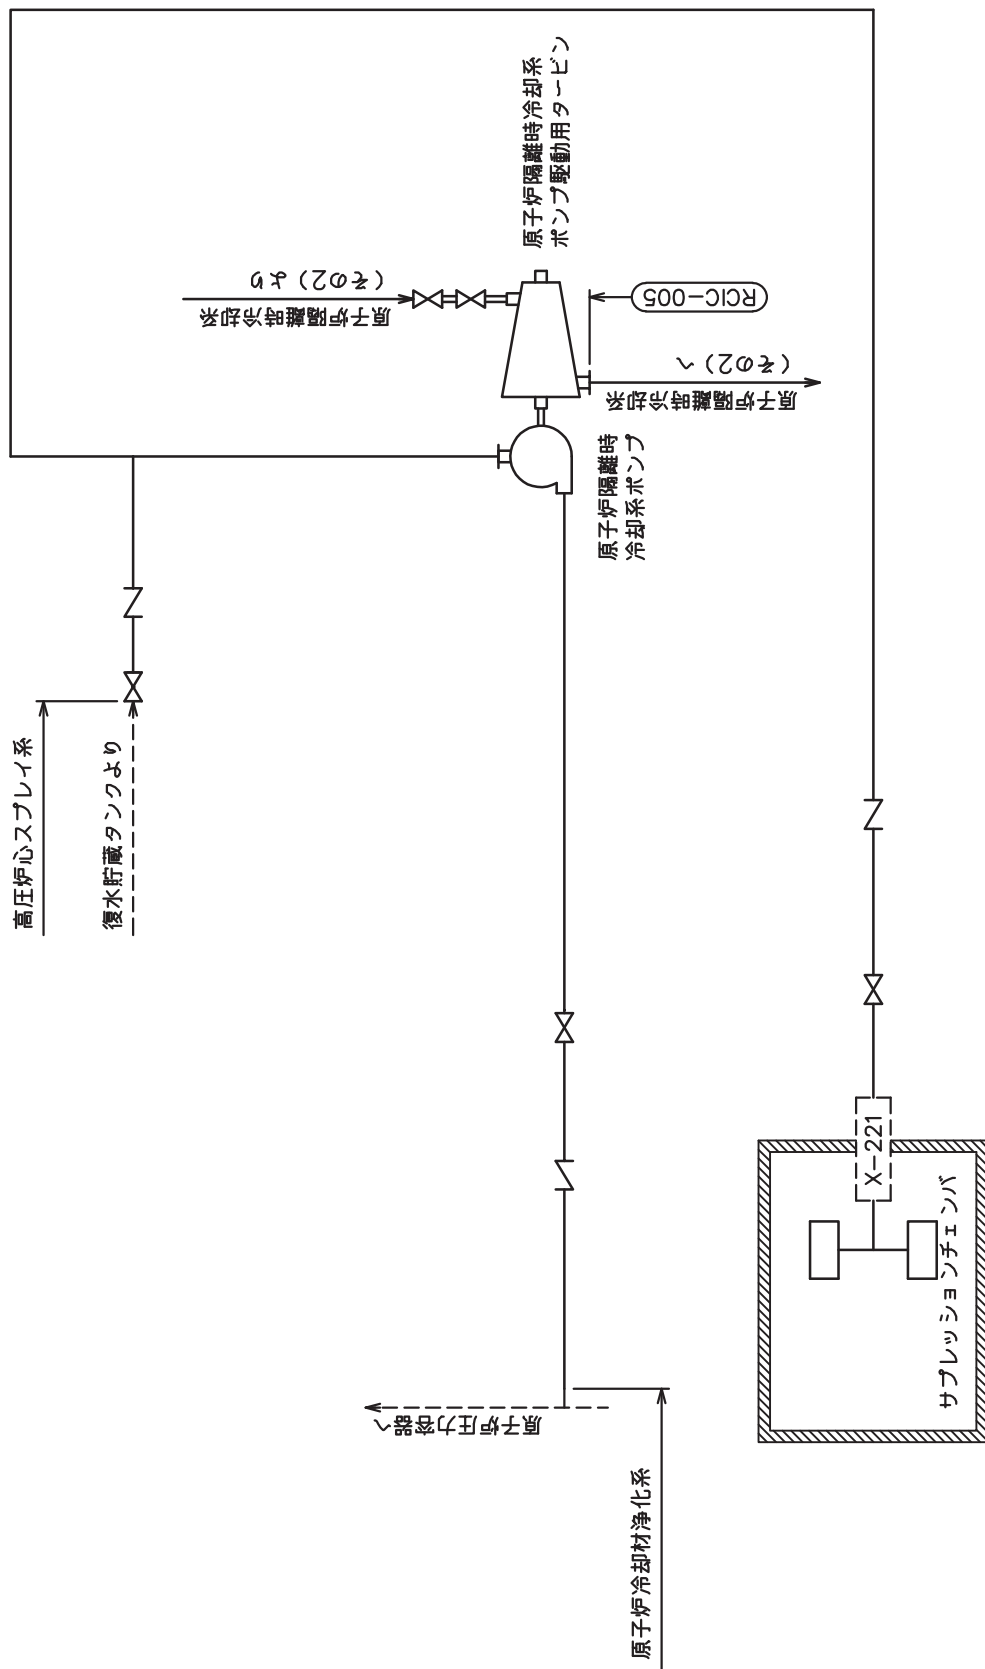 原子炉隔離時冷却系
ポンプ駆動用タービン
原子炉隔離時冷却系
(その2)より
RCIC-005
原子炉隔離時冷却系
(その2)へ
原子炉隔離時
冷却系ポンプ
高圧炉心スプレイ系
復水貯蔵タンクより
X-221
サプレッションチェンバ
原子炉圧力容器へ
原子炉冷却材浄化系